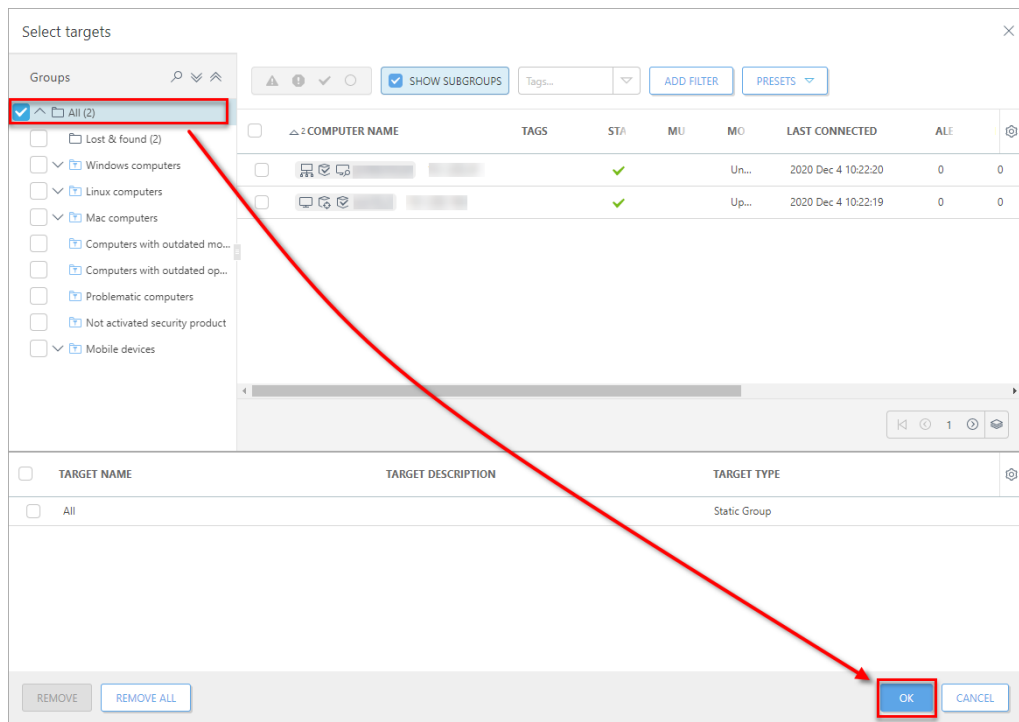 Select targets
Groups
SHOW SUBGROUPS
Tags...
ADD FILTER
PRESETS
All (2)
Lost & found (2)
Windows computers
Linux computers
Mac computers
Computers with outdated mo...
Computers with outdated op...
Problematic computers
Not activated security product
Mobile devices
2 COMPUTER NAME TAGS STA MU MO LAST CONNECTED ALE
Un... 2020 Dec 4 10:22:20 0 0
Up... 2020 Dec 4 10:22:19 0 0
1
TARGET NAME TARGET DESCRIPTION TARGET TYPE
All Static Group
REMOVE REMOVE ALL OK CANCEL